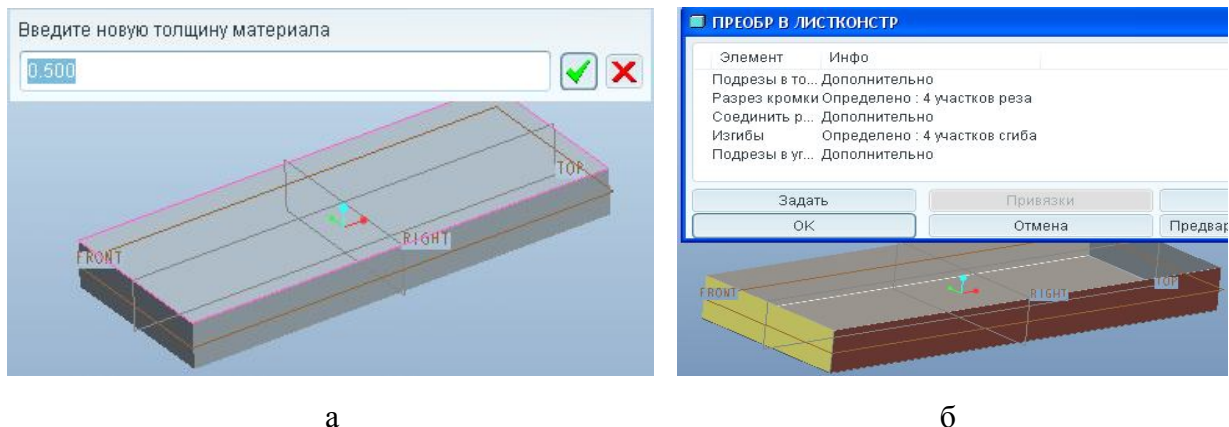 Введите новую толщину материала
0.500
TOP
RIGHT
FRONT
а
ПРЕОБР В ЛИСТКОНСТР
Элемент Инфо
Подрезы в то... Дополнительно
Разрез кромки Определено : 4 участков реза
Соединить р... Дополнительно
Изгибы Определено : 4 участков сгиба
Подрезы в уг... Дополнительно
Задать Привязки
OK Отмена Предвар
FRONT RIGHT TOP
б